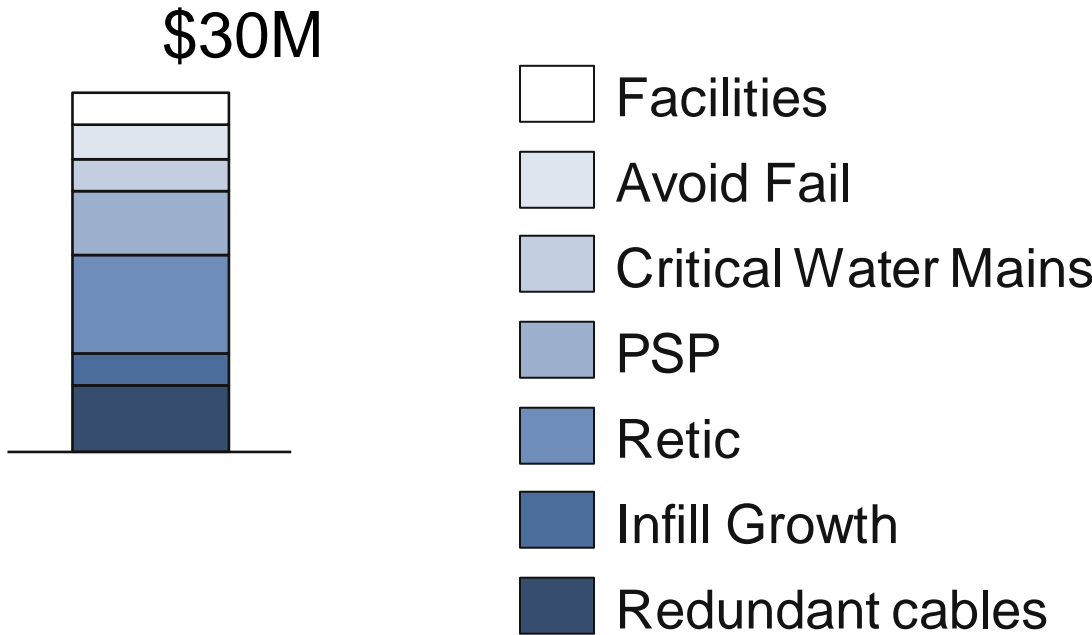 $30M
Facilities
Avoid Fail
Critical Water Mains
PSP
Retic
Infill Growth
Redundant cables